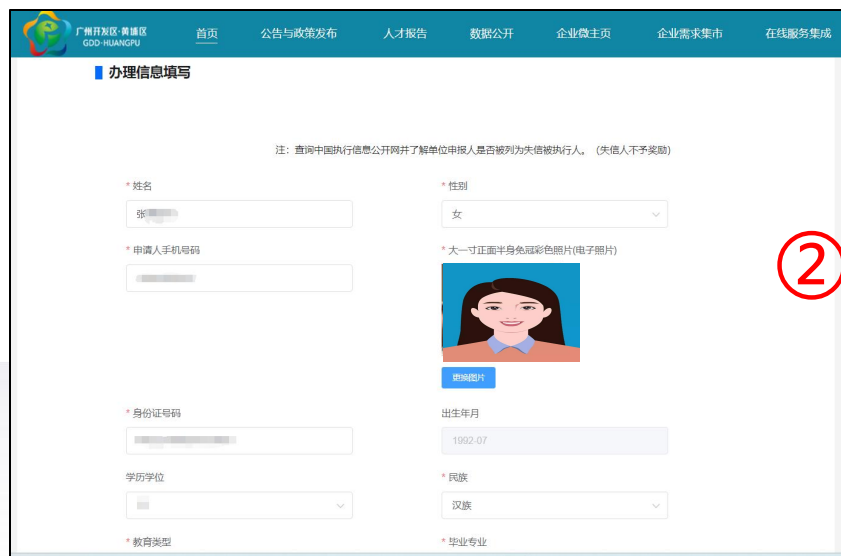 广州开发区·黄埔区
GDD·HUANGPU
首页
公告与政策发布
人才报告
数据公开
企业微主页
企业需求集市
在线服务集成
办理信息填写
注：查询中国执行信息公开网并了解单位申报人是否被列为失信被执行人。（失信人不予奖励）
* 姓名
* 性别
张
女
* 申请人手机号码
* 大一寸正面半身免冠彩色照片(电子照片)
②
更换图片
* 身份证号码
出生年月
1992-07
学历学位
* 民族
汉族
* 教育类型
* 毕业专业